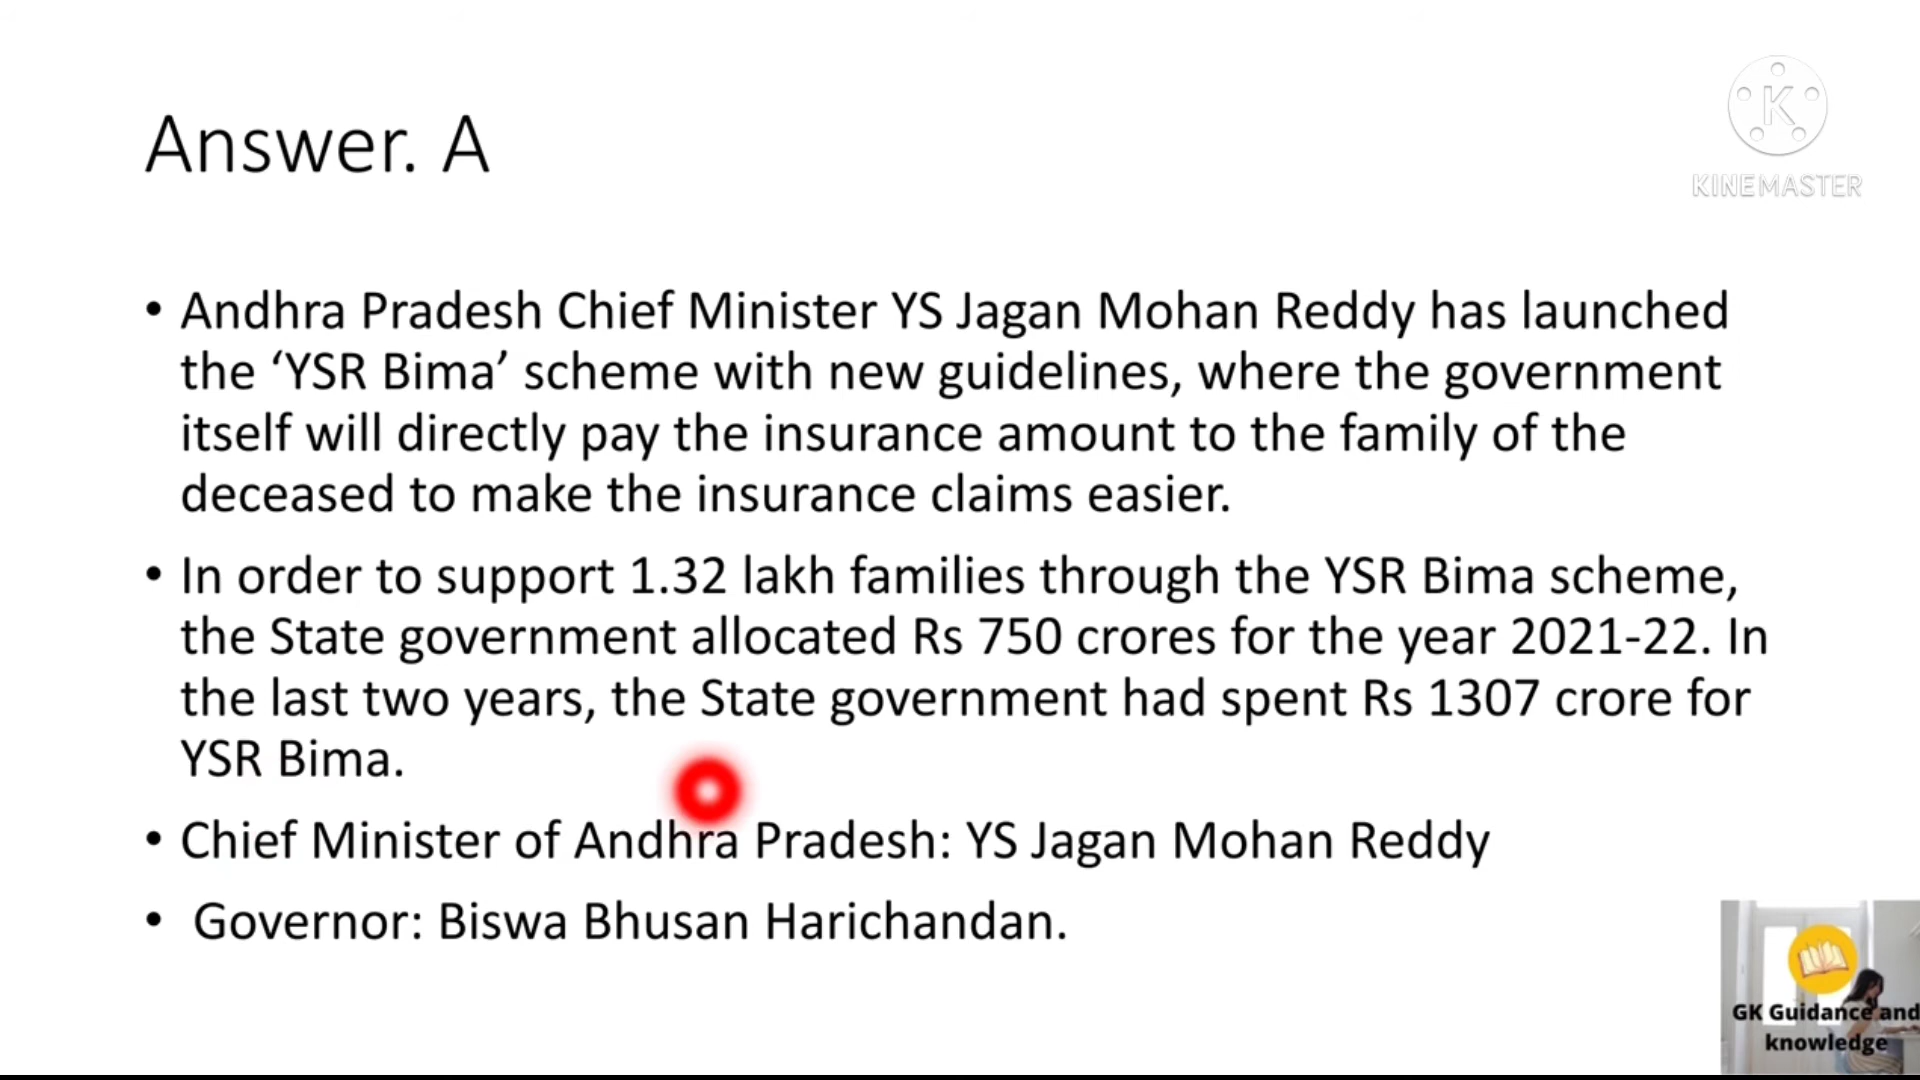 Answer. A
K
KINEMASTER
• Andhra Pradesh Chief Minister YS Jagan Mohan Reddy has launched
the ‘YSR Bima’ scheme with new guidelines, where the government
itself will directly pay the insurance amount to the family of the
deceased to make the insurance claims easier.
• In order to support 1.32 lakh families through the YSR Bima scheme,
the State government allocated Rs 750 crores for the year 2021-22. In
the last two years, the State government had spent Rs 1307 crore for
YSR Bima.
• Chief Minister of Andhra Pradesh: YS Jagan Mohan Reddy
• Governor: Biswa Bhusan Harichandan.
GK Guidance and
knowledge